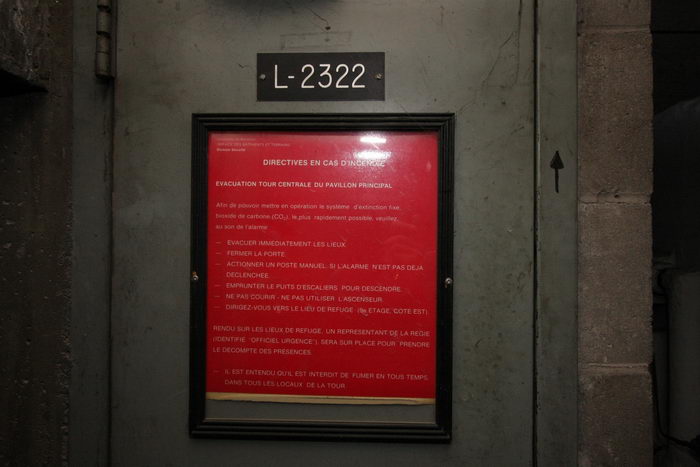 L-2322
SERVICE DES BÂTIMENTS ET TERRAINS
DIRECTIVES EN CAS D'INCENDIE
EVACUATION TOUR CENTRALE DU PAVILLON PRINCIPAL
Afin de pouvoir mettre en opération le système d'extinction fixe,
bioxide de carbone (CO₂), le plus rapidement possible, veuillez,
au son de l'alarme:
— EVACUER IMMEDIATEMENT LES LIEUX.
— FERMER LA PORTE.
— ACTIONNER UN POSTE MANUEL: SI L'ALARME N'EST PAS DEJA
DECLENCHEE.
— EMPRUNTER LE PUITS D'ESCALIERS POUR DESCENDRE.
— NE PAS COURIR - NE PAS UTILISER L'ASCENSEUR.
— DIRIGEZ-VOUS VERS LE LIEU DE REFUGE ETAGE, COTE EST).
RENDU SUR LES LIEUX DE REFUGE, UN REPRESENTANT DE LA REGIE
(IDENTIFIE "OFFICIEL URGENCE"), SERA SUR PLACE POUR PRENDRE
LE DECOMPTE DES PRESENCES.
— IL EST ENTENDU QU'IL EST INTERDIT DE FUMER EN TOUS TEMPS,
DANS TOUS LES LOCAUX DE LA TOUR.